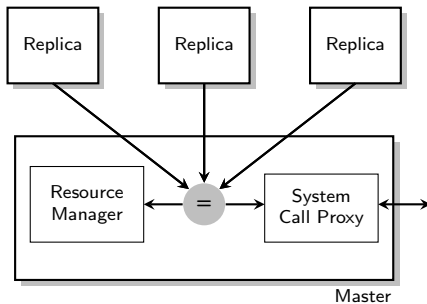 Replica
Replica
Replica
Resource
Manager
=
System
Call Proxy
Master